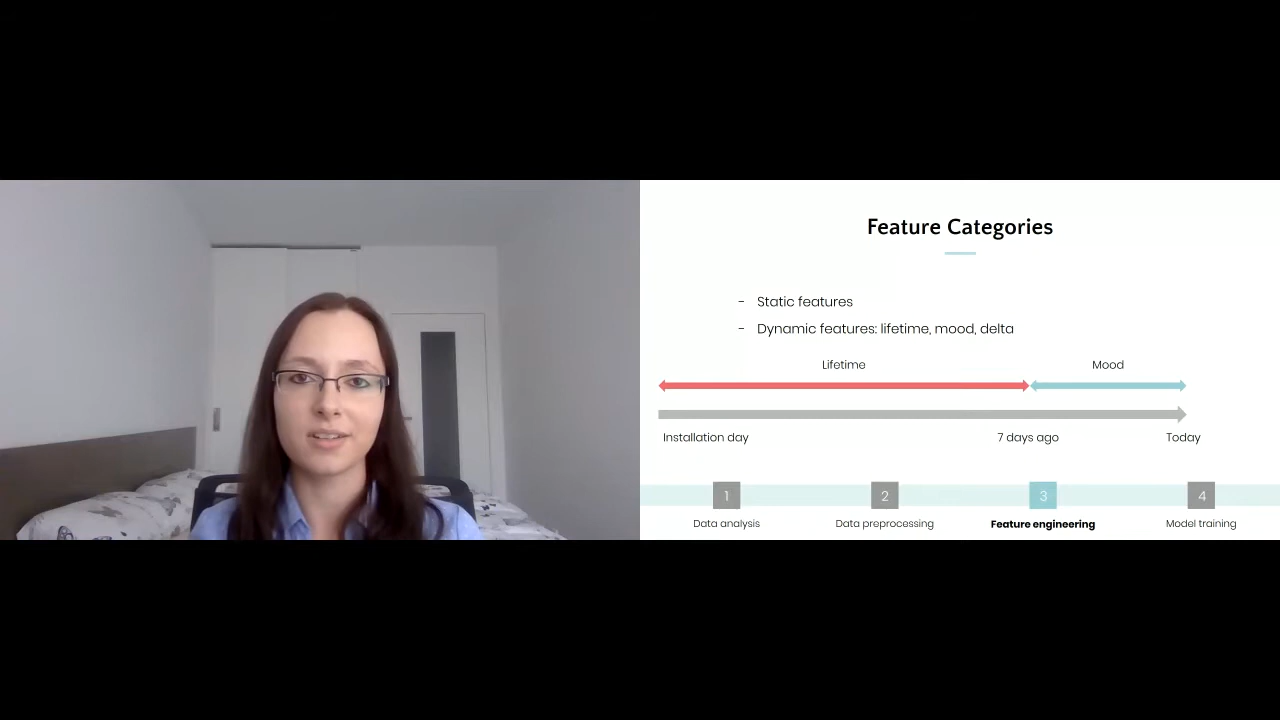 Feature Categories
- Static features
- Dynamic features: lifetime, mood, delta
Lifetime Mood
Installation day 7 days ago Today
1 2 3 4
Data analysis Data preprocessing Feature engineering Model training